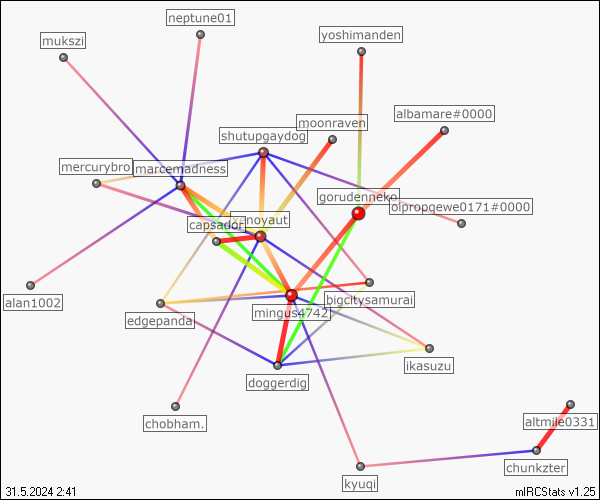 neptune01
mukszi
yoshimanden
albamare#0000
moonraven
shutupgaydog
mercurybro
marcemadness
gorudenneko
oipropqewe0171#0000
capsador
noyaut
alan1002
bigcitysamurai
edgepanda
mingus4742
ikasuzu
doggerdig
chobham.
altmile0331
chunkzter
kyuqi
31.5.2024 2:41
mIRCStats v1.25